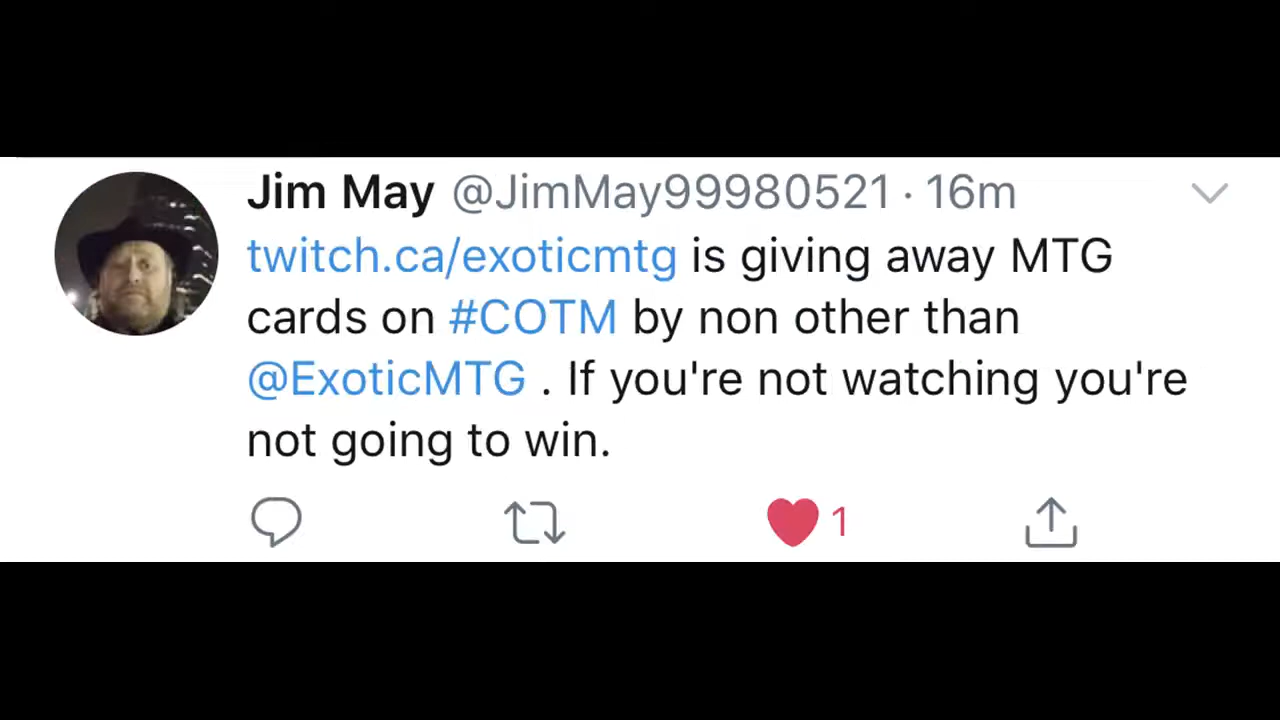 Jim May @JimMay99980521 · 16m
twitch.ca/exoticmtg is giving away MTG
cards on #COTM by non other than
@ExoticMTG . If you're not watching you're
not going to win.
1